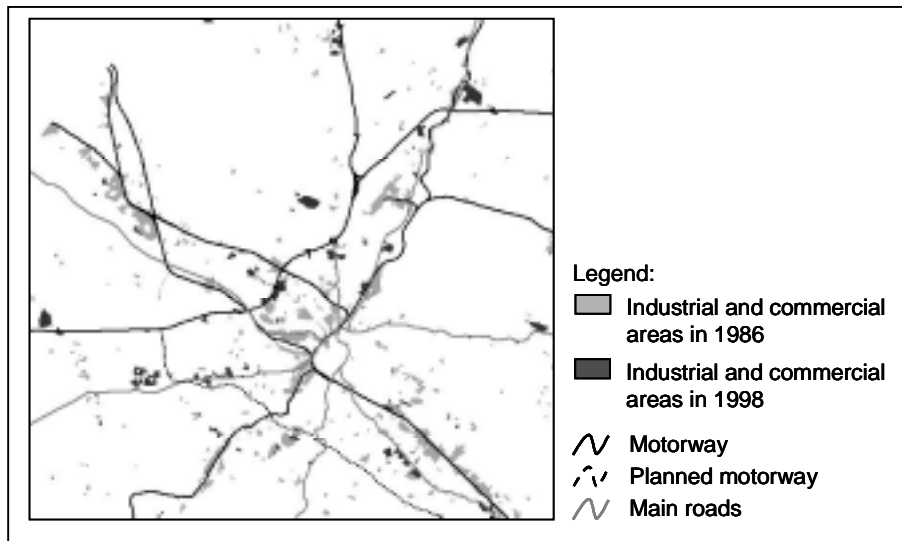 Legend:
Industrial and commercial
areas in 1986
Industrial and commercial
areas in 1998
Motorway
Planned motorway
Main roads